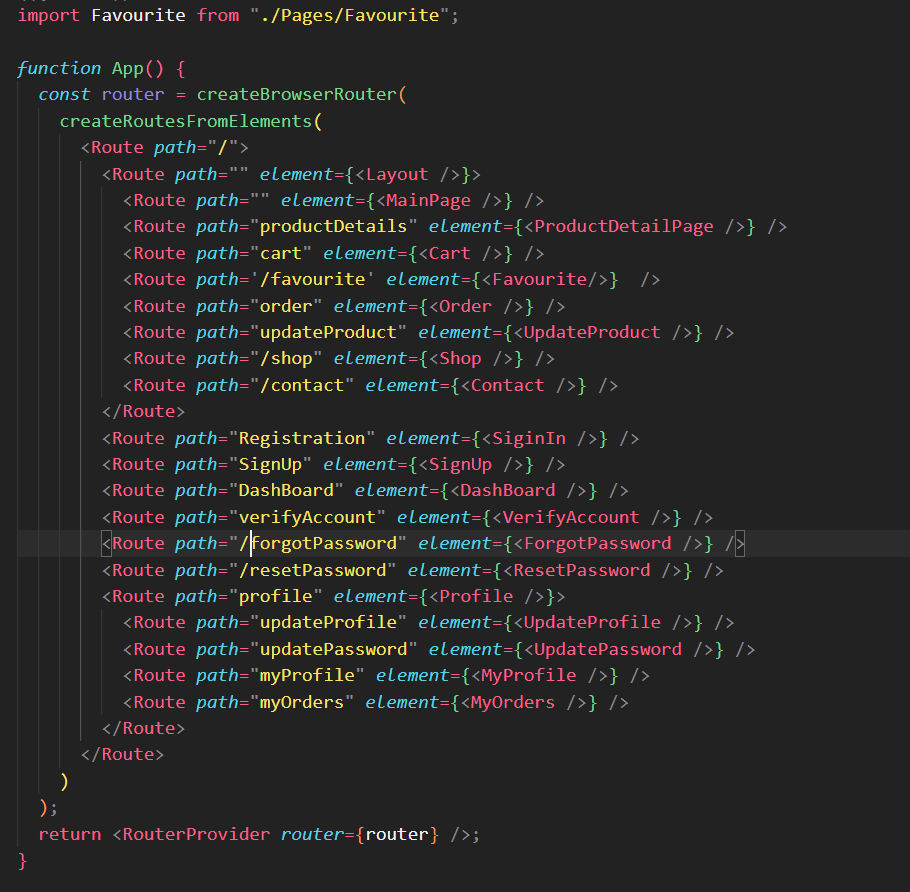 import Favourite from "./Pages/Favourite";
function App() {
const router = createBrowserRouter(
createRoutesFromElements(
<Route path="/">
<Route path="" element={<Layout />}>
<Route path="" element={<MainPage />} />
<Route path="productDetails" element={<ProductDetailPage />} />
<Route path="cart" element={<Cart />} />
<Route path='/favourite' element={<Favourite/>}  />
<Route path="order" element={<Order />} />
<Route path="updateProduct" element={<UpdateProduct />} />
<Route path="/shop" element={<Shop />} />
<Route path="/contact" element={<Contact />} />
</Route>
<Route path="Registration" element={<SiginIn />} />
<Route path="SignUp" element={<SignUp />} />
<Route path="DashBoard" element={<DashBoard />} />
<Route path="verifyAccount" element={<VerifyAccount />} />
<Route path="/forgotPassword" element={<ForgotPassword />} />
<Route path="/resetPassword" element={<ResetPassword />} />
<Route path="profile" element={<Profile />}>
<Route path="updateProfile" element={<UpdateProfile />} />
<Route path="updatePassword" element={<UpdatePassword />} />
<Route path="myProfile" element={<MyProfile />} />
<Route path="myOrders" element={<MyOrders />} />
</Route>
</Route>
)
);
return <RouterProvider router={router} />;
}